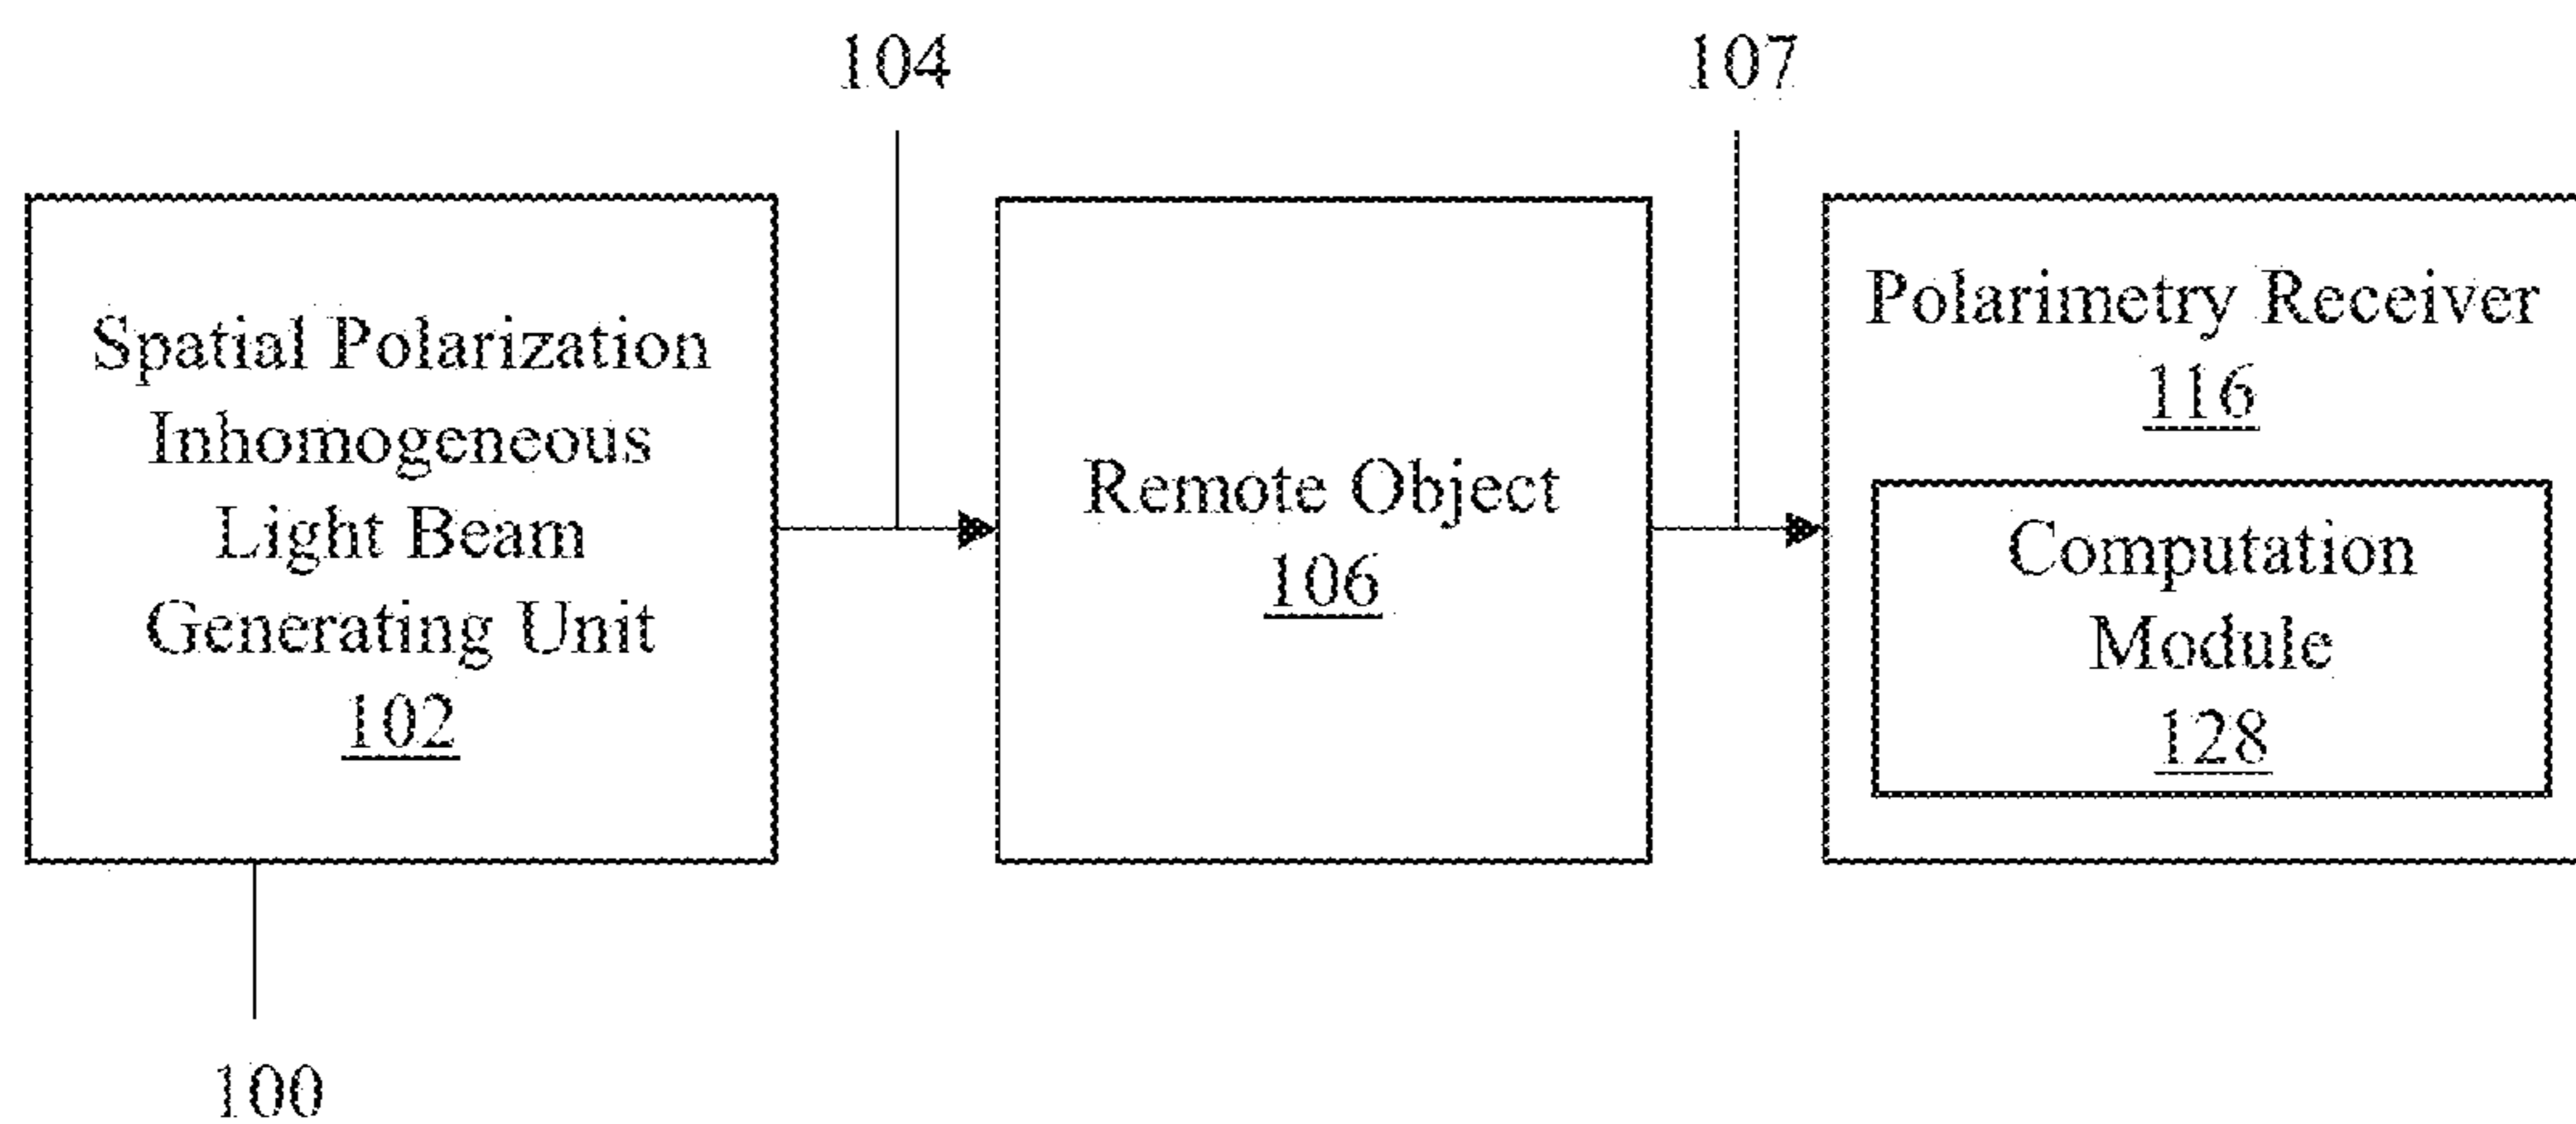 104
107
Spatial Polarization
Inhomogeneous
Light Beam
Generating Unit
102
Remote Object
106
Polarimetry Receiver
116
Computation
Module
128
100